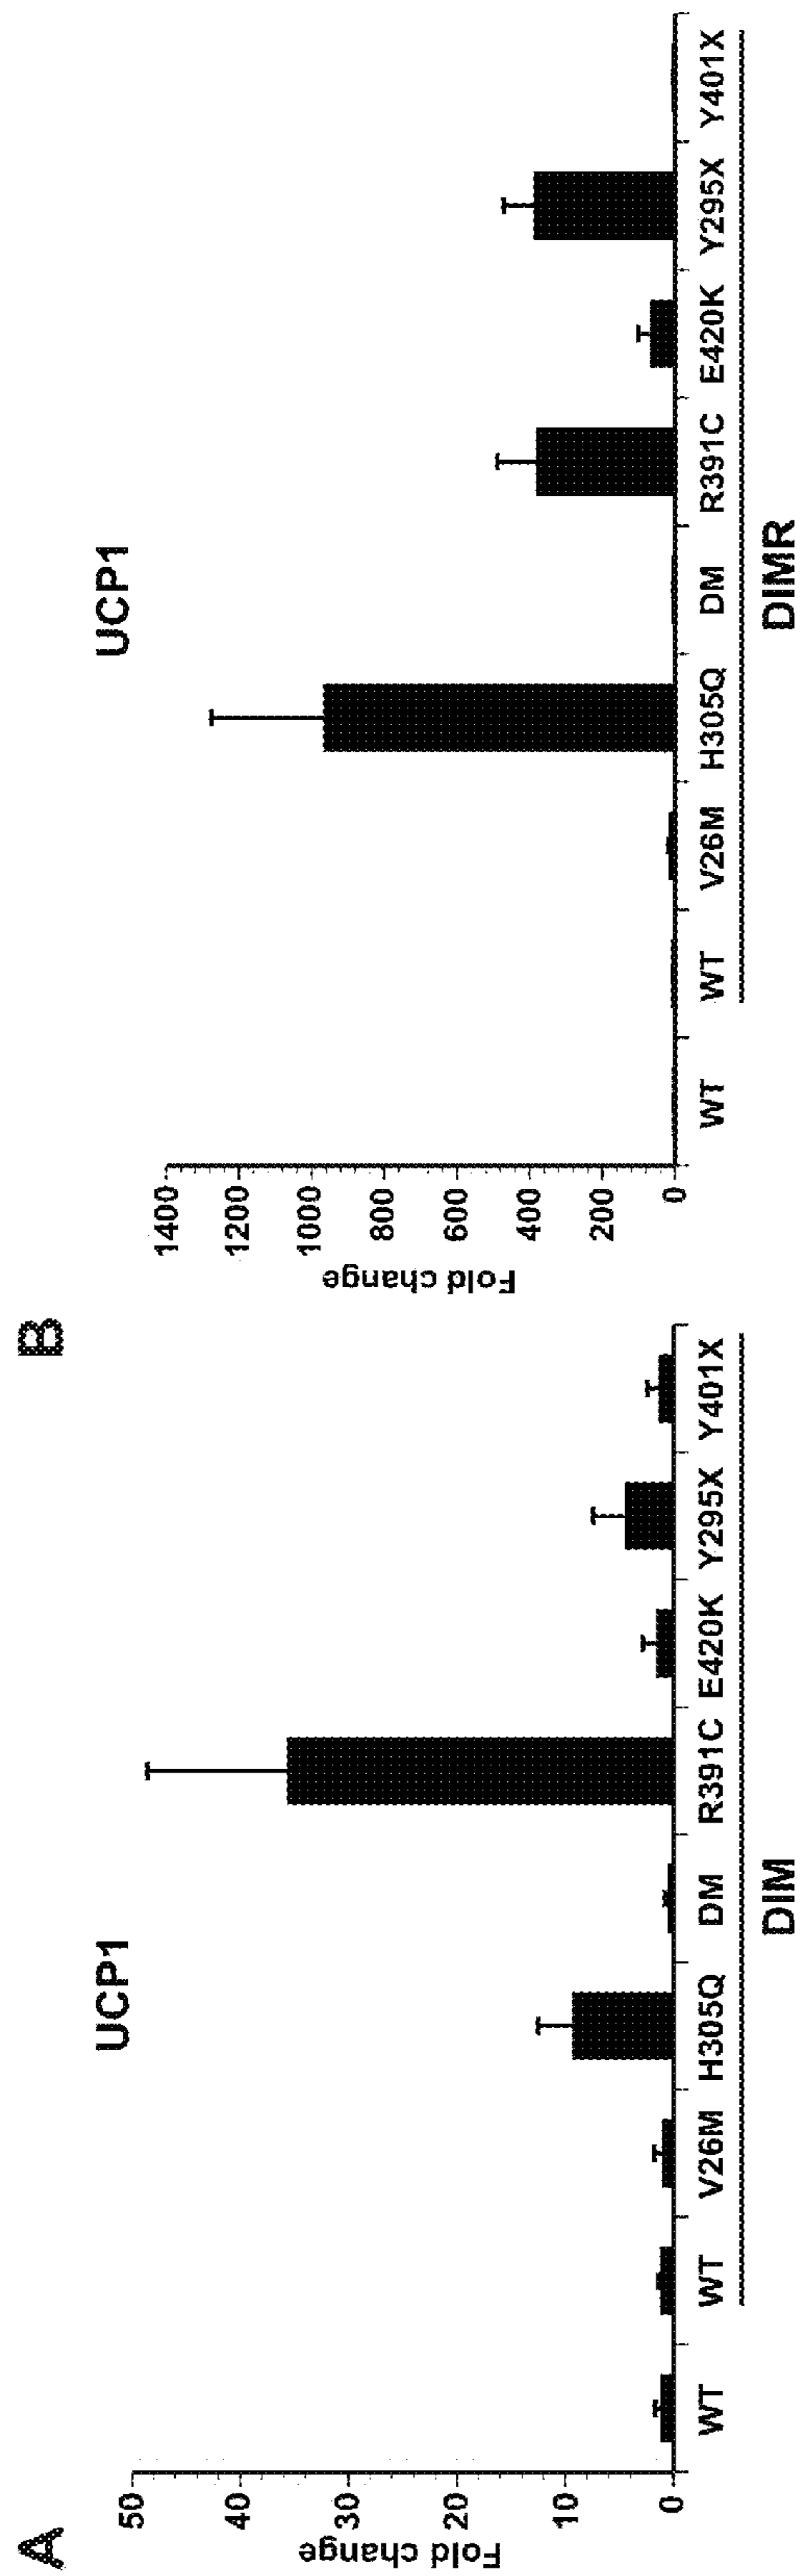 A
UCP1
Fold change
50
40
30
20
10
0
WT WT V26M H305Q DM R391C E420K Y295X Y401X
DIM
B
UCP1
Fold change
1400
1200
1000
800
600
400
200
0
WT WT V26M H305Q DM R391C E420K Y295X Y401X
DIMR